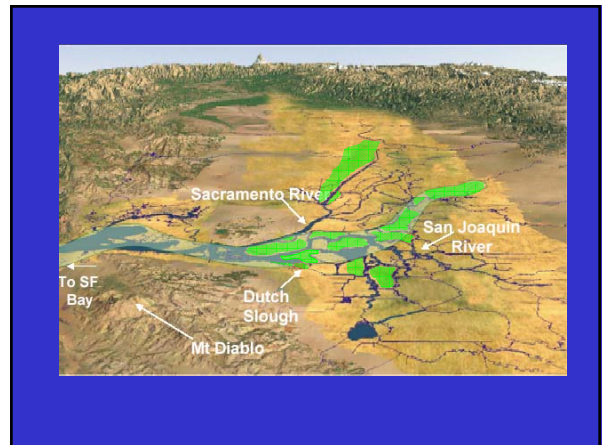 Sacramento River
San Joaquin
River
To SF
Bay
Dutch
Slough
Mt Diablo